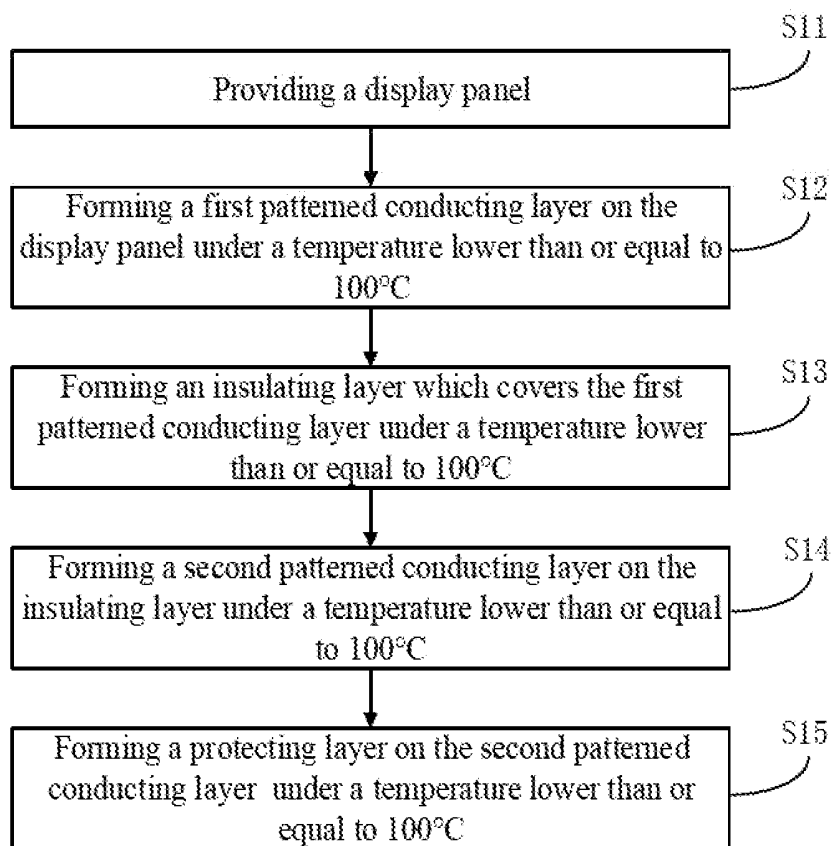 S11
Providing a display panel
S12
Forming a first patterned conducting layer on the
display panel under a temperature lower than or equal to
100°C
S13
Forming an insulating layer which covers the first
patterned conducting layer under a temperature lower
than or equal to 100°C
S14
Forming a second patterned conducting layer on the
insulating layer under a temperature lower than or equal
to 100°C
S15
Forming a protecting layer on the second patterned
conducting layer under a temperature lower than or
equal to 100°C